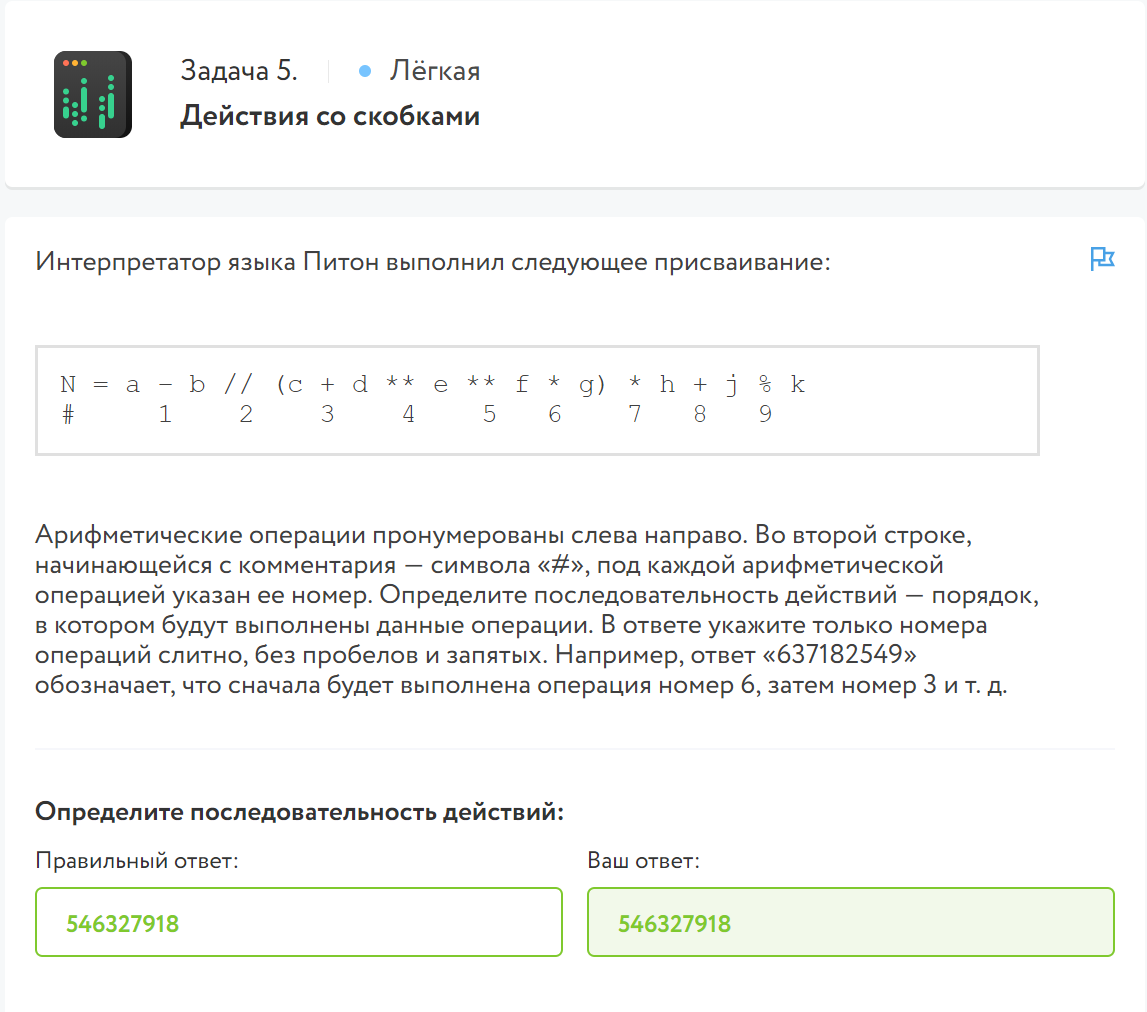 Задача 5.
Лёгкая
Действия со скобками
Интерпретатор языка Питон выполнил следующее присваивание:
N = a – b // (c + d ** e ** f * g) * h + j % k
# 1 2 3 4 5 6 7 8 9
Арифметические операции пронумерованы слева направо. Во второй строке,
начинающейся с комментария — символа «#», под каждой арифметической
операцией указан ее номер. Определите последовательность действий — порядок,
в котором будут выполнены данные операции. В ответе укажите только номера
операций слитно, без пробелов и запятых. Например, ответ «637182549»
обозначает, что сначала будет выполнена операция номер 6, затем номер 3 и т. д.
Определите последовательность действий:
Правильный ответ:
Ваш ответ:
546327918
546327918